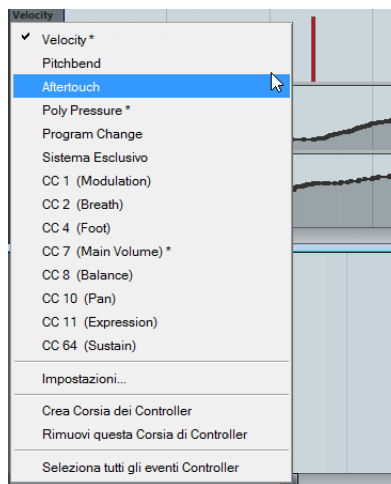 Velocity
Velocity *
Pitchbend
Aftertouch
Poly Pressure *
Program Change
Sistema Esclusivo
CC 1 (Modulation)
CC 2 (Breath)
CC 4 (Foot)
CC 7 (Main Volume) *
CC 8 (Balance)
CC 10 (Pan)
CC 11 (Expression)
CC 64 (Sustain)
Impostazioni...
Crea Corsia dei Controller
Rimuovi questa Corsia di Controller
Seleziona tutti gli eventi Controller